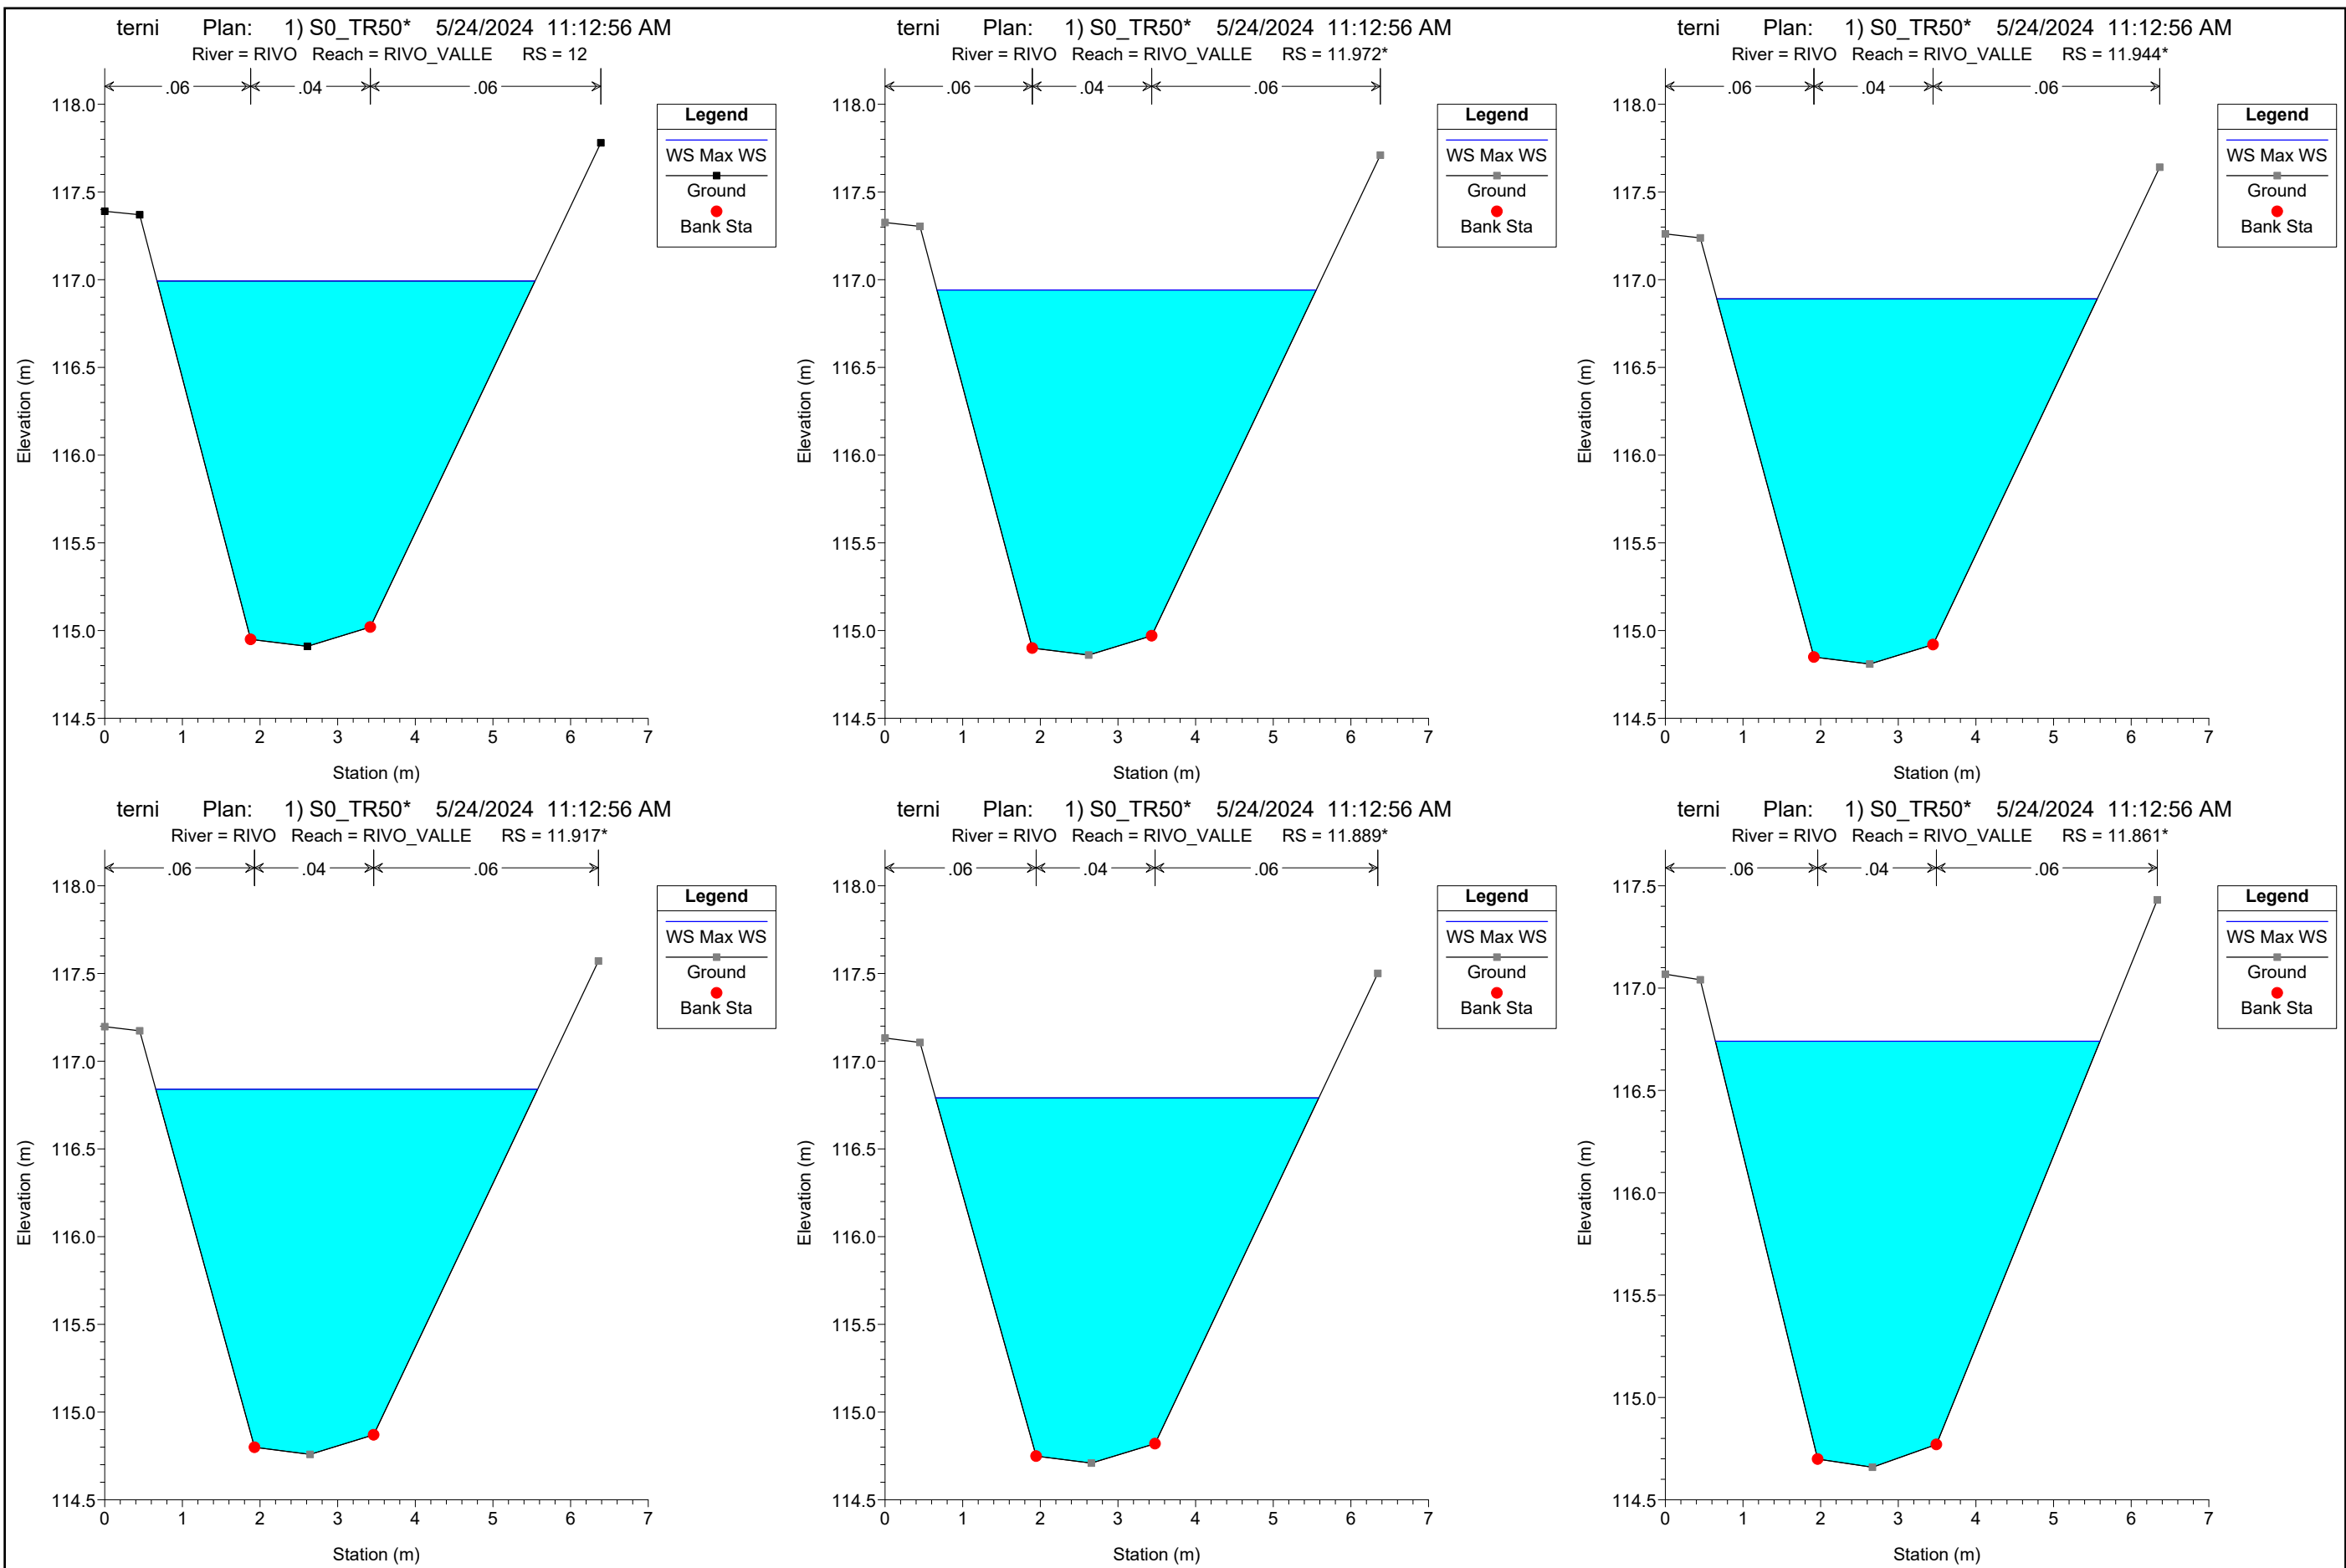 terni Plan: 1) S0_TR50* 5/24/2024 11:12:56 AM
River = RIVO Reach = RIVO_VALLE RS = 12
.06 .04 .06
118.0
117.5
117.0
116.5
116.0
115.5
115.0
114.5
Elevation (m)
0 1 2 3 4 5 6 7
Station (m)
Legend
WS Max WS
Ground
Bank Sta
terni Plan: 1) S0_TR50* 5/24/2024 11:12:56 AM
River = RIVO Reach = RIVO_VALLE RS = 11.972*
.06 .04 .06
118.0
117.5
117.0
116.5
116.0
115.5
115.0
114.5
Elevation (m)
0 1 2 3 4 5 6 7
Station (m)
Legend
WS Max WS
Ground
Bank Sta
terni Plan: 1) S0_TR50* 5/24/2024 11:12:56 AM
River = RIVO Reach = RIVO_VALLE RS = 11.944*
.06 .04 .06
118.0
117.5
117.0
116.5
116.0
115.5
115.0
114.5
Elevation (m)
0 1 2 3 4 5 6 7
Station (m)
Legend
WS Max WS
Ground
Bank Sta
terni Plan: 1) S0_TR50* 5/24/2024 11:12:56 AM
River = RIVO Reach = RIVO_VALLE RS = 11.917*
.06 .04 .06
118.0
117.5
117.0
116.5
116.0
115.5
115.0
114.5
Elevation (m)
0 1 2 3 4 5 6 7
Station (m)
Legend
WS Max WS
Ground
Bank Sta
terni Plan: 1) S0_TR50* 5/24/2024 11:12:56 AM
River = RIVO Reach = RIVO_VALLE RS = 11.889*
.06 .04 .06
118.0
117.5
117.0
116.5
116.0
115.5
115.0
114.5
Elevation (m)
0 1 2 3 4 5 6 7
Station (m)
Legend
WS Max WS
Ground
Bank Sta
terni Plan: 1) S0_TR50* 5/24/2024 11:12:56 AM
River = RIVO Reach = RIVO_VALLE RS = 11.861*
.06 .04 .06
117.5
117.0
116.5
116.0
115.5
115.0
114.5
Elevation (m)
0 1 2 3 4 5 6 7
Station (m)
Legend
WS Max WS
Ground
Bank Sta